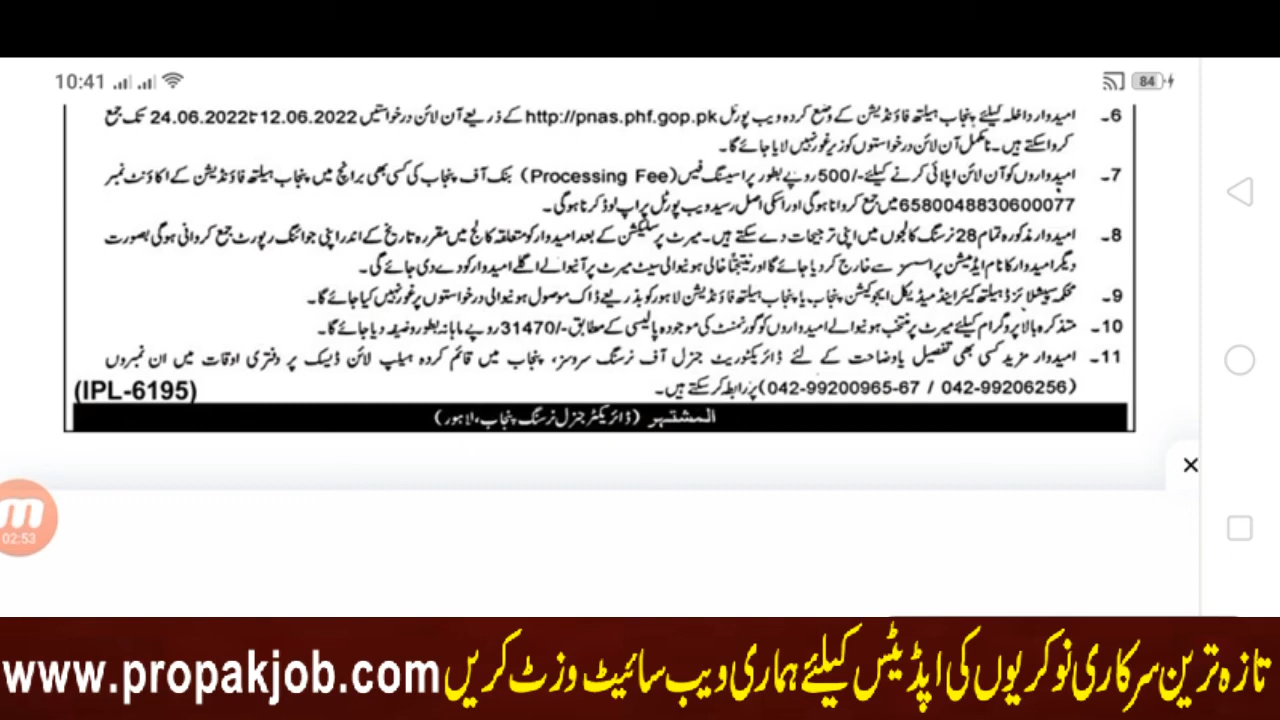 10:41
84
6۔ امیدوار داخلہ کیلئے پنجاب ہیلتھ فاؤنڈیشن کے وضع کردہ ویب پورٹل http://pnas.phf.gop.pk کے ذریعے آن لائن درخواستیں 12.06.2022 تا 24.06.2022 تک جمع
کرواسکتے ہیں۔ نامکمل آن لائن درخواستوں کو زیرِ غور نہیں لایا جائے گا۔
7۔ امیدواروں کو آن لائن اپلائی کرنے کیلئے -/500 روپے بطور پراسیسنگ فیس (Processing Fee) بنک آف پنجاب کی کسی بھی برانچ میں پنجاب ہیلتھ فاؤنڈیشن کے اکاؤنٹ نمبر
6580048830600077 میں جمع کروانا ہوگی اور اسکی اصل رسید ویب پورٹل پر اپ لوڈ کرنا ہوگی۔
8۔ امیدوار مذکورہ تمام 28 نرسنگ کالجوں میں اپنی ترجیحات دے سکتے ہیں۔ میرٹ پر سلیکشن کے بعد امیدوار کو متعلقہ کالج میں مقررہ تاریخ کے اندر اپنی جوائننگ رپورٹ جمع کروانی ہوگی بصورت
دیگر امیدوار کا نام ایڈمیشن پراسسز سے خارج کر دیا جائے گا اور نتیجتاً خالی ہونیوالی سیٹ میرٹ پر آنیوالے اگلے امیدوار کو دے دی جائے گی۔
9۔ محکمہ سپیشلائزڈ ہیلتھ کیئر اینڈ میڈیکل ایجوکیشن پنجاب یا پنجاب ہیلتھ فاؤنڈیشن لاہور کو بذریعے ڈاک موصول ہونیوالی درخواستوں پر غور نہیں کیا جائے گا۔
10۔ متذکرہ بالا پروگرام کیلئے میرٹ پر منتخب ہونیوالے امیدواروں کو گورنمنٹ کی موجودہ پالیسی کے مطابق -/31470 روپے ماہانہ بطور وضیفہ دیا جائے گا۔
11۔ امیدوار مزید کسی بھی تفصیل یا وضاحت کے لئے ڈائریکٹوریٹ جنرل آف نرسنگ سروسز، پنجاب میں قائم کردہ ہیلپ لائن ڈیسک پر دفتری اوقات میں ان نمبروں
(042-99200965-67 / 042-99206256) پر رابطہ کر سکتے ہیں۔
(IPL-6195)
المشتہر (ڈائریکٹر جنرل نرسنگ پنجاب، لاہور)
02:53
تازہ ترین سرکاری نوکریوں کی اپڈیٹس کیلئے ہماری ویب سائیٹ وزٹ کریں www.propakjob.com